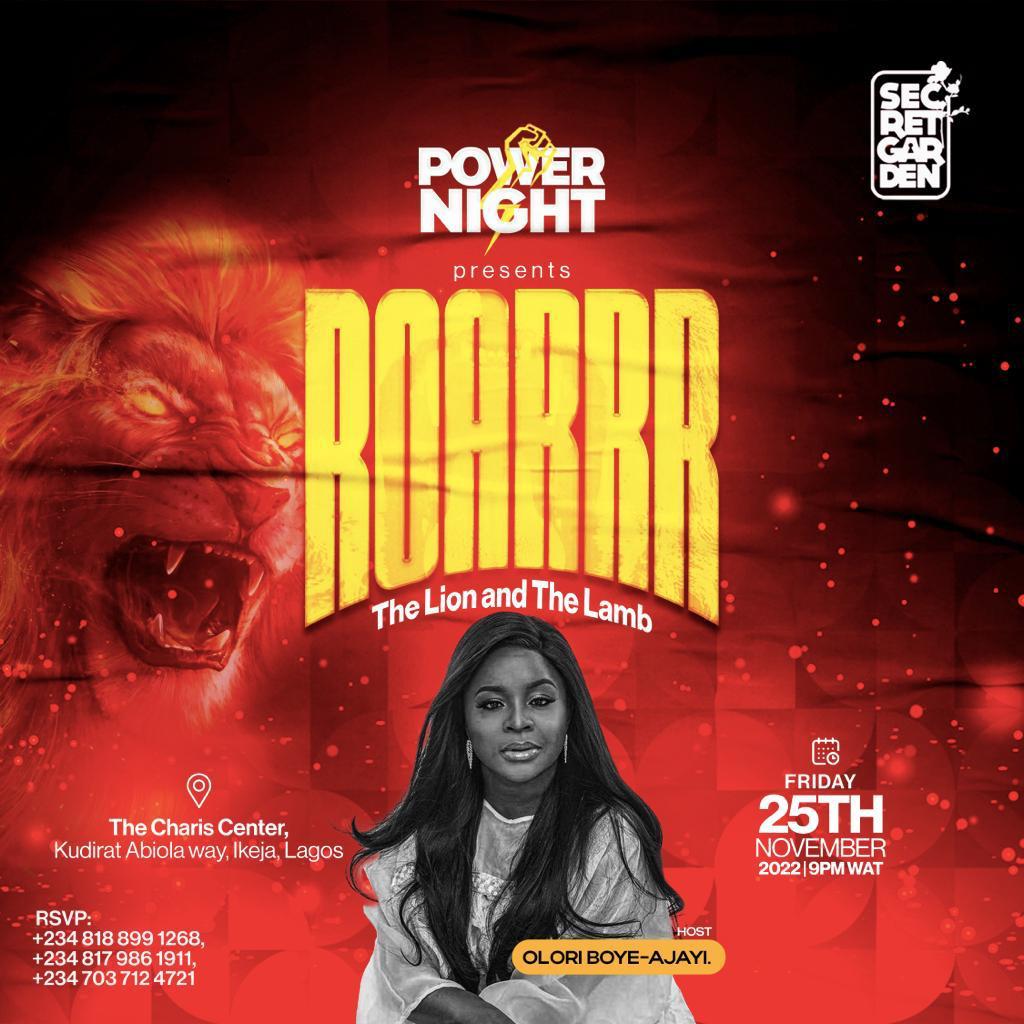 SEC
RET
GAR
DEN
POWER
NIGHT
presents
ROARRR
The Lion and The Lamb
The Charis Center,
Kudirat Abiola way, Ikeja, Lagos
FRIDAY
25TH
NOVEMBER
2022 | 9PM WAT
RSVP:
+234 818 899 1268,
+234 817 986 1911,
+234 703 712 4721
HOST
OLORI BOYE-AJAYI.